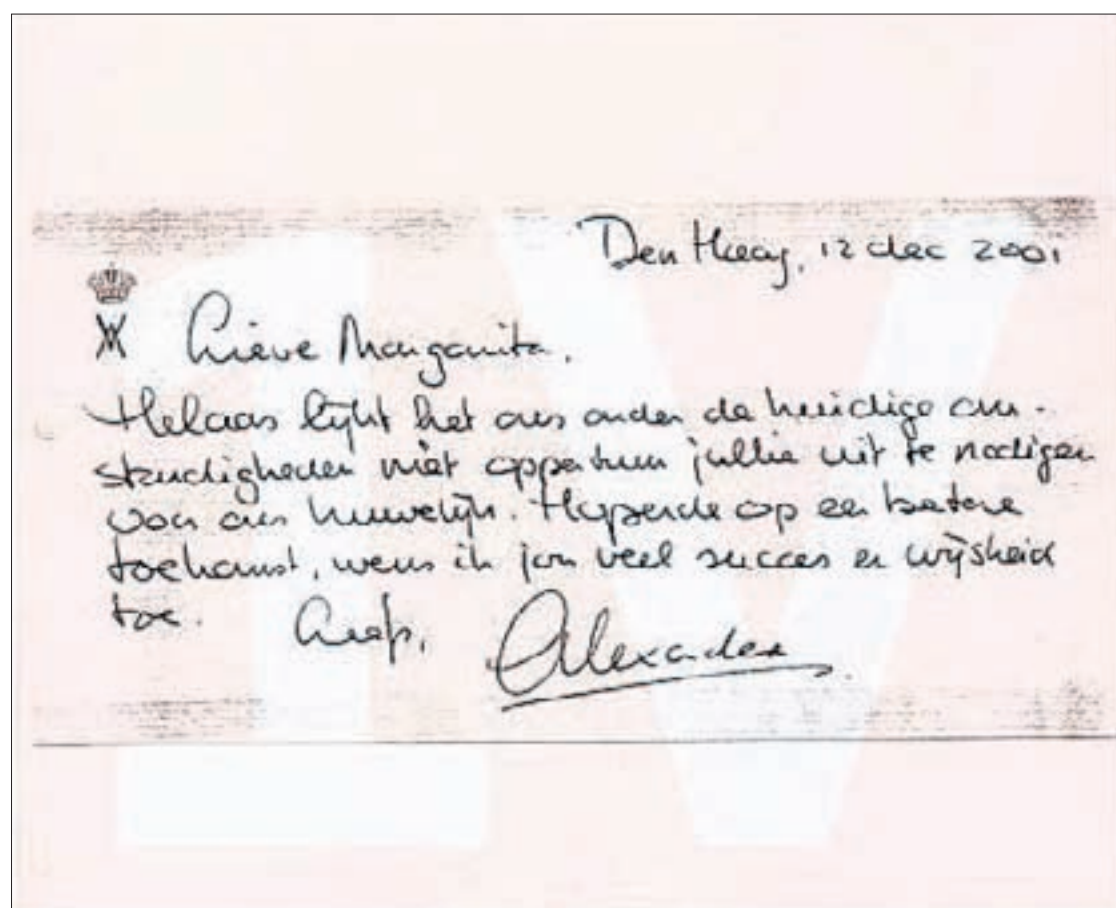 Den Haag, 12 dec 2001
Lieve Margarita,
Helaas lijkt het ons onder de huidige om-
standigheden niet opportuun jullie uit te nodigen
voor ons huwelijk. Hopende op een betere
toekomst, wens ik jou veel succes en wijsheid
toe. Liefs, Alexander